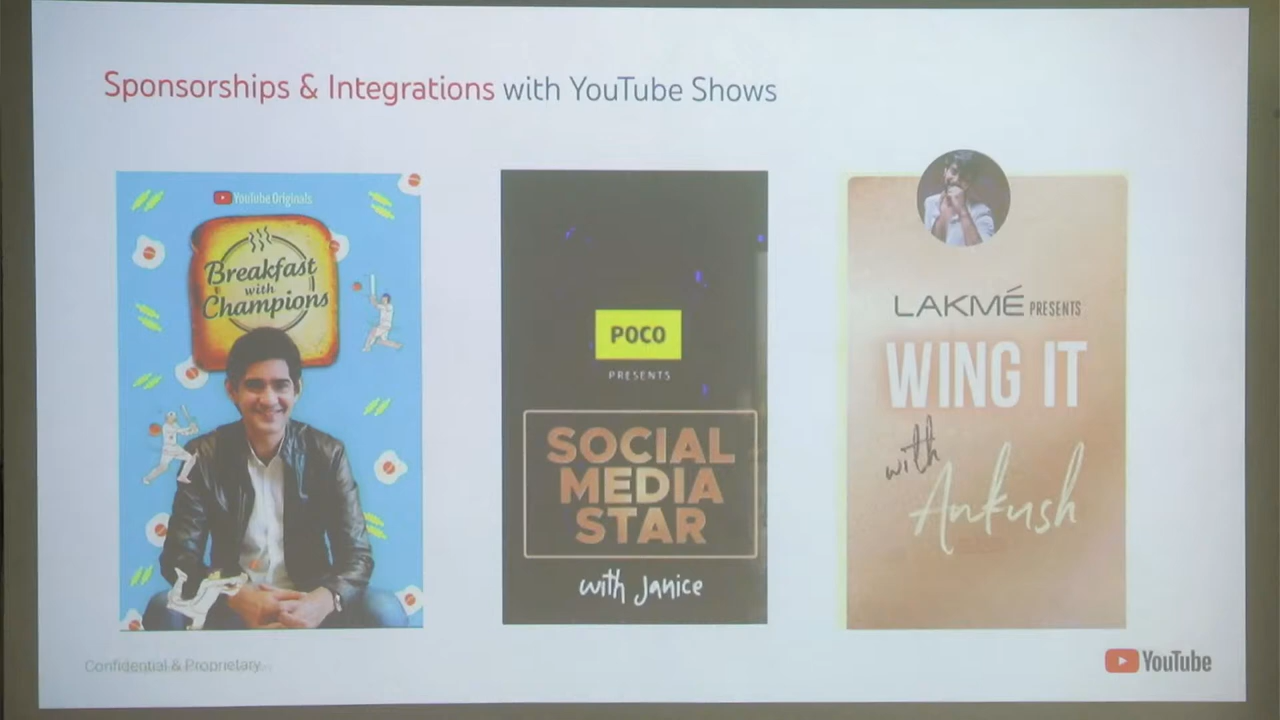 Sponsorships & Integrations with YouTube Shows
YouTube Originals
Breakfast
with
Champions
POCO
PRESENTS
SOCIAL
MEDIA
STAR
with Janice
LAKMÉ PRESENTS
WING IT
with
Ankush
Confidential & Proprietary
YouTube